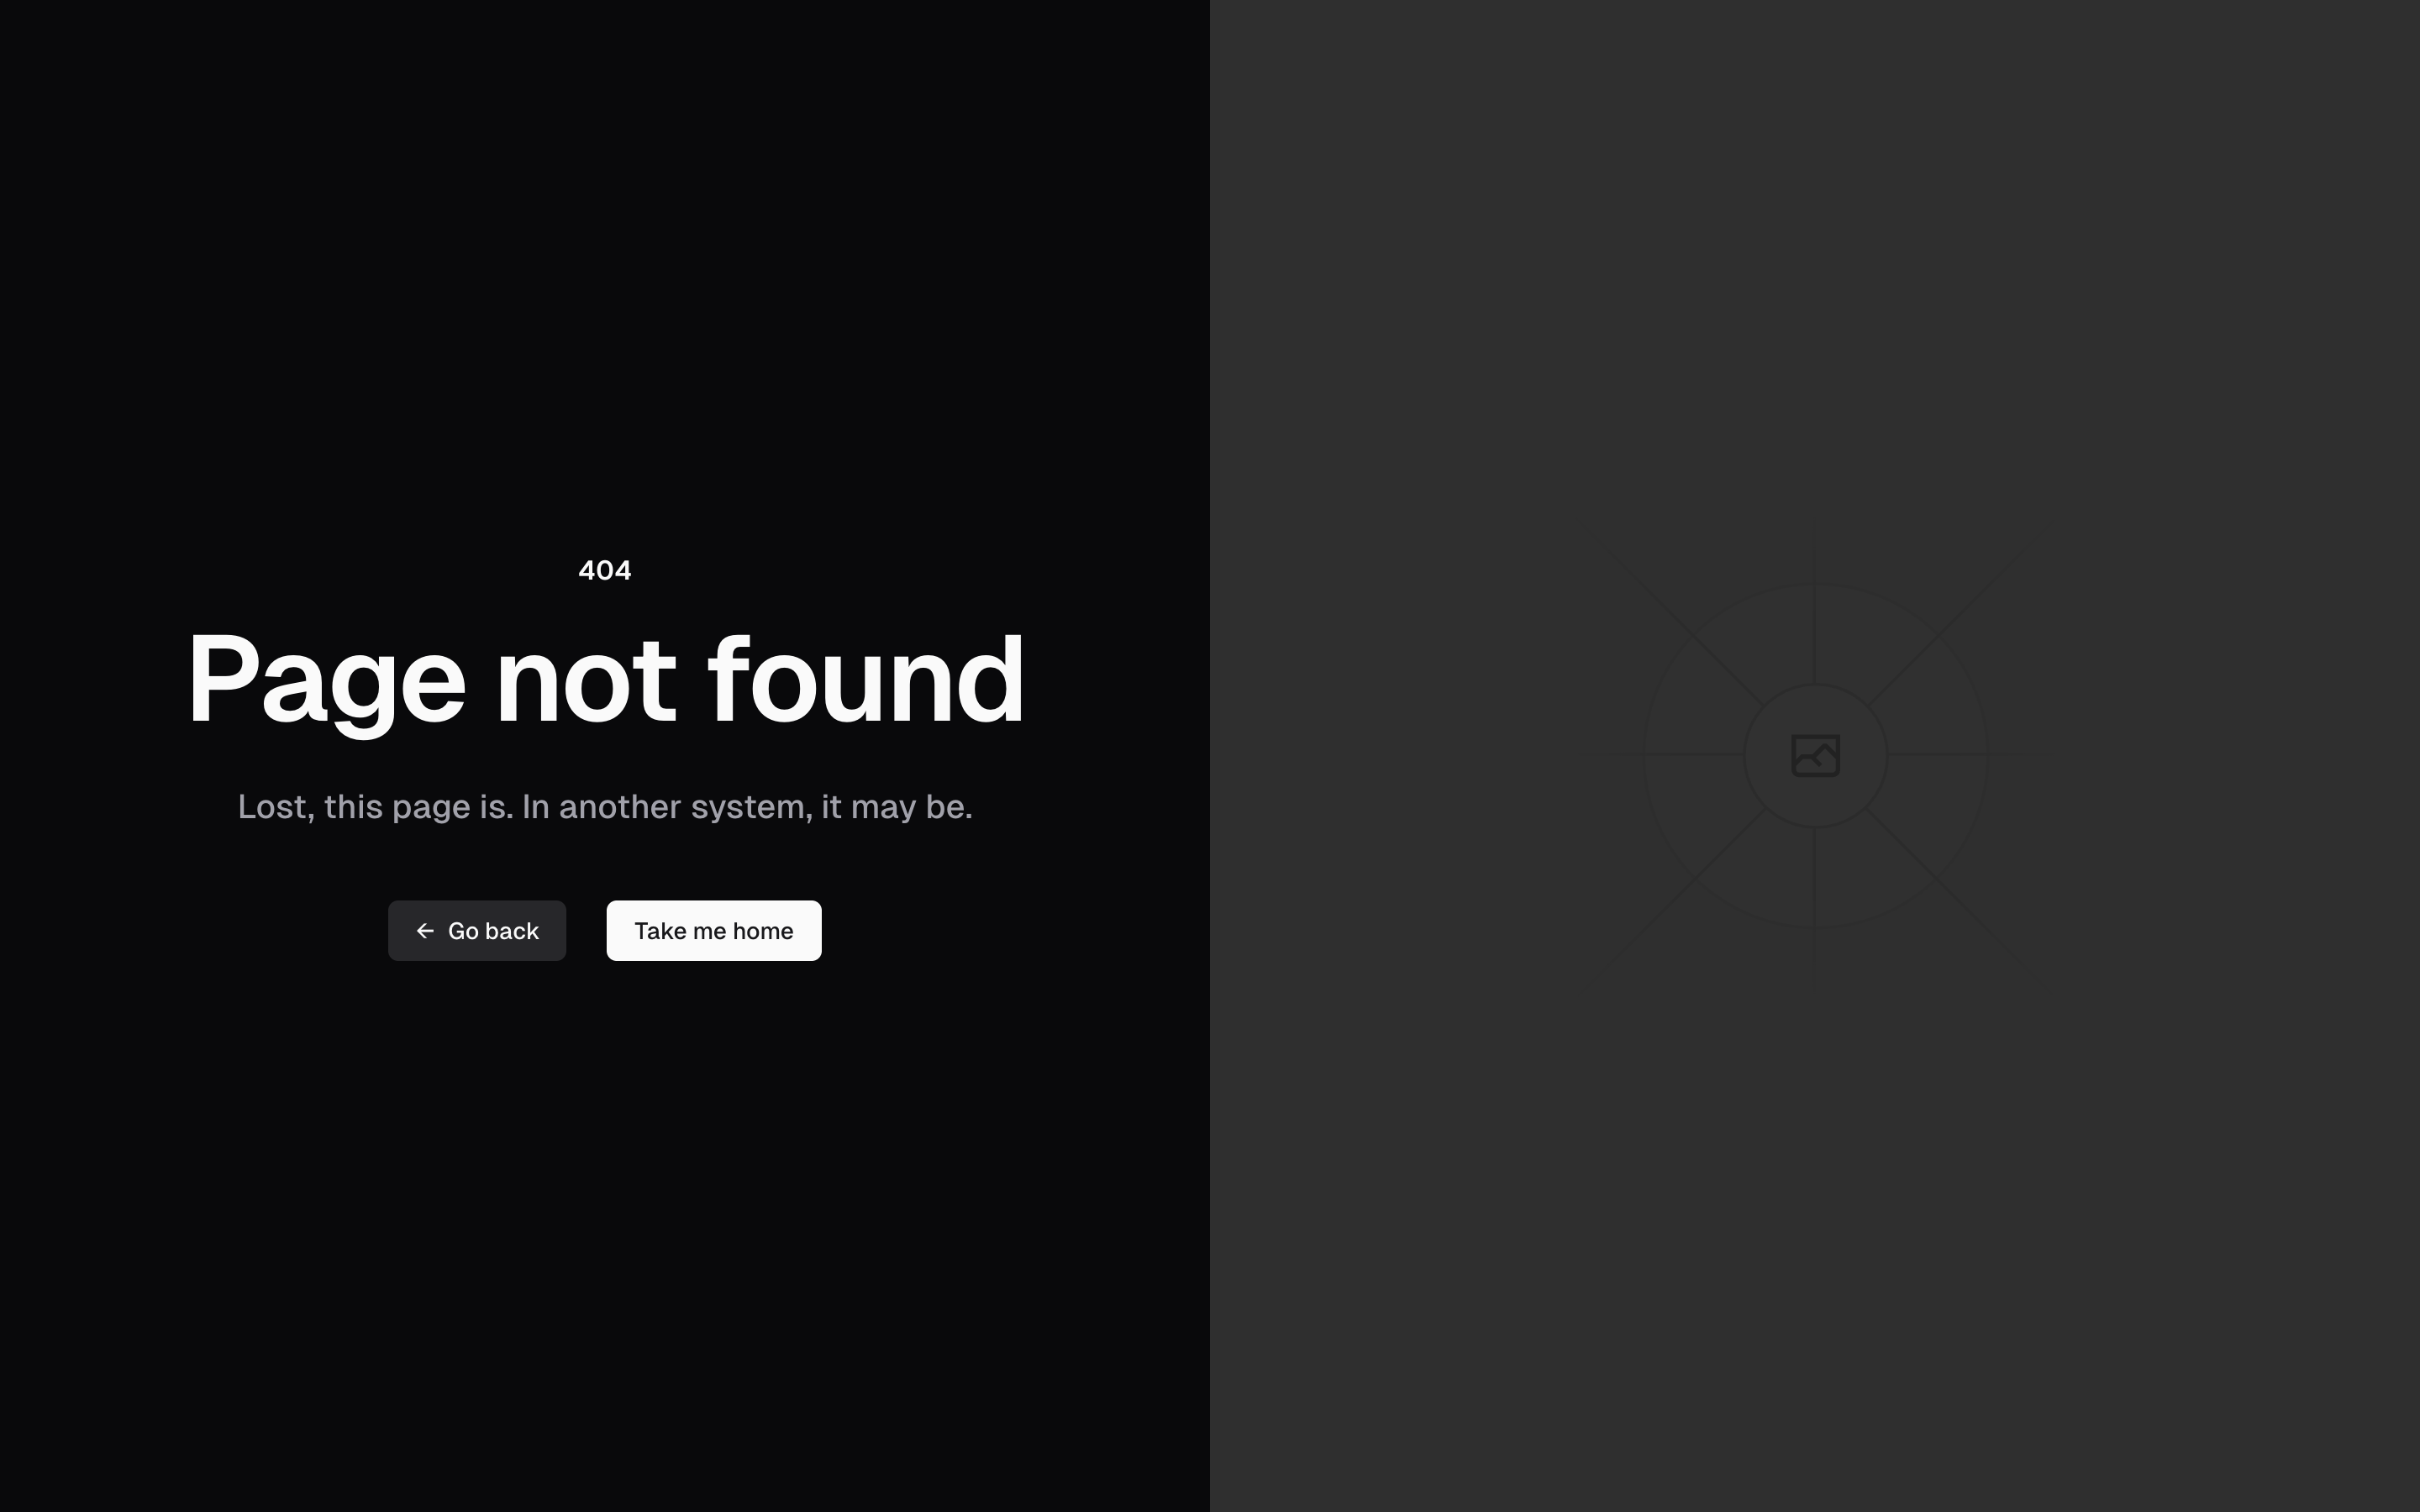 404
Page not found
Lost, this page is. In another system, it may be.
Go back
Take me home